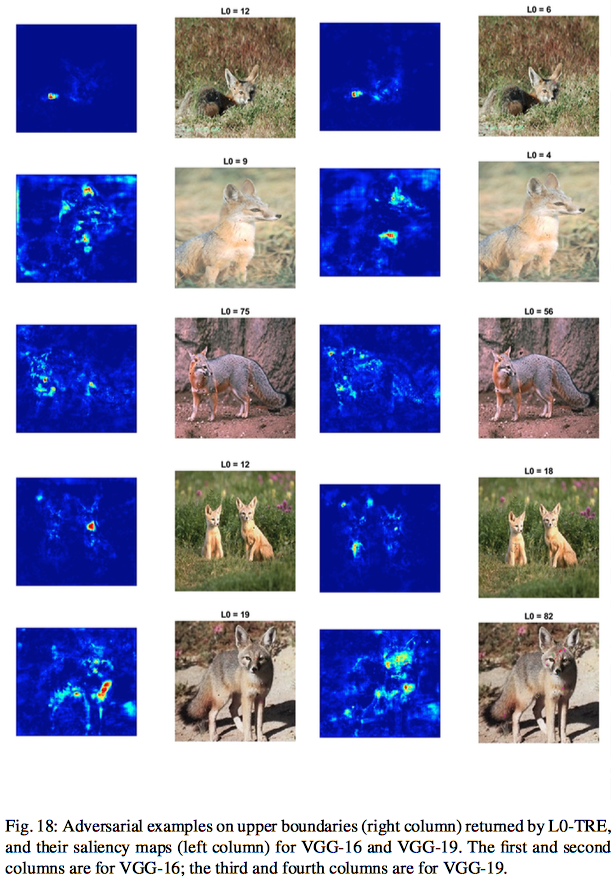 L0 = 12
L0 = 6
L0 = 9
L0 = 4
L0 = 75
L0 = 56
L0 = 12
L0 = 18
L0 = 19
L0 = 82
Fig. 18: Adversarial examples on upper boundaries (right column) returned by L0-TRE,
and their saliency maps (left column) for VGG-16 and VGG-19. The first and second
columns are for VGG-16; the third and fourth columns are for VGG-19.